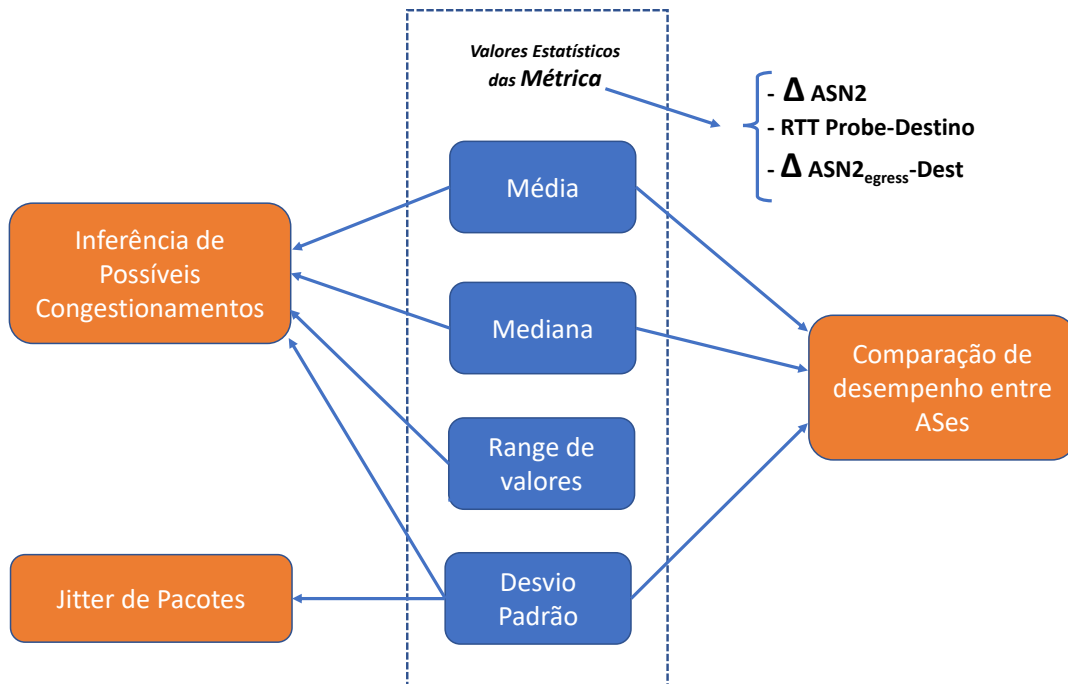 Valores Estatísticos
das Métrica
- Δ ASN2
- RTT Probe-Destino
- Δ ASN2egress-Dest
Média
Inferência de
Possíveis
Congestionamentos
Mediana
Comparação de
desempenho entre
ASes
Range de
valores
Jitter de Pacotes
Desvio
Padrão